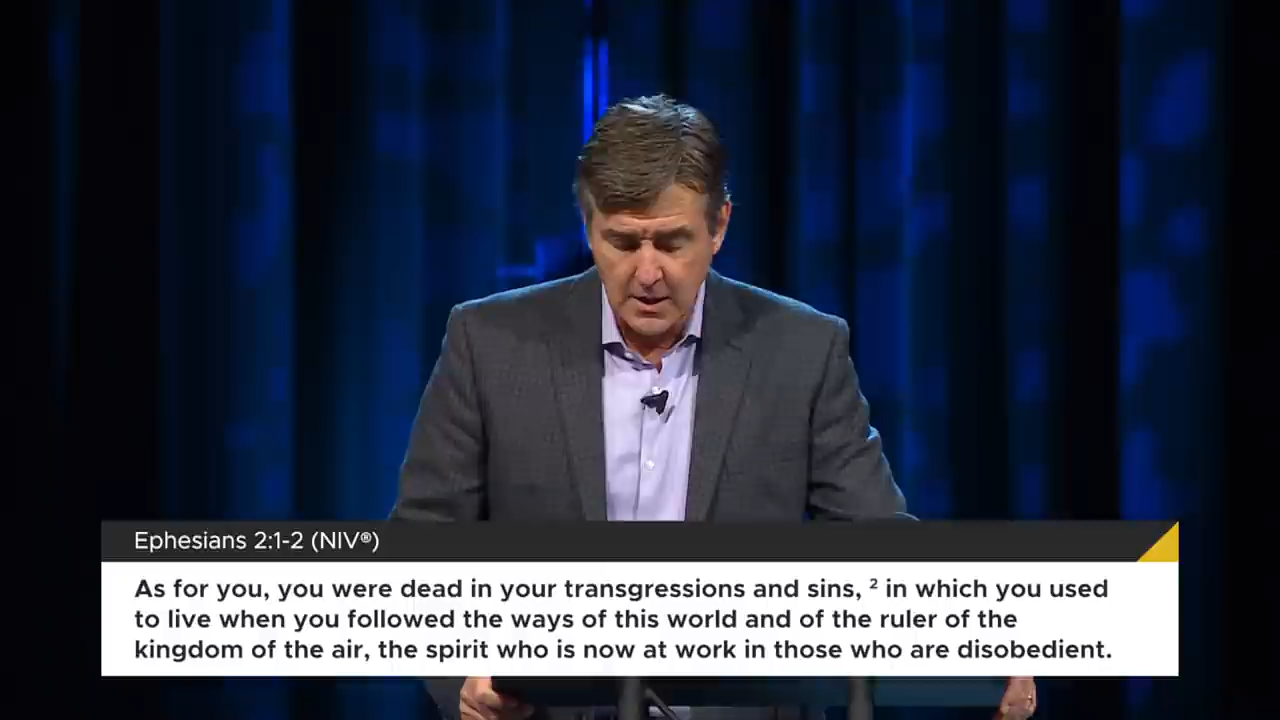 Ephesians 2:1-2 (NIV®)
As for you, you were dead in your transgressions and sins, ² in which you used
to live when you followed the ways of this world and of the ruler of the
kingdom of the air, the spirit who is now at work in those who are disobedient.